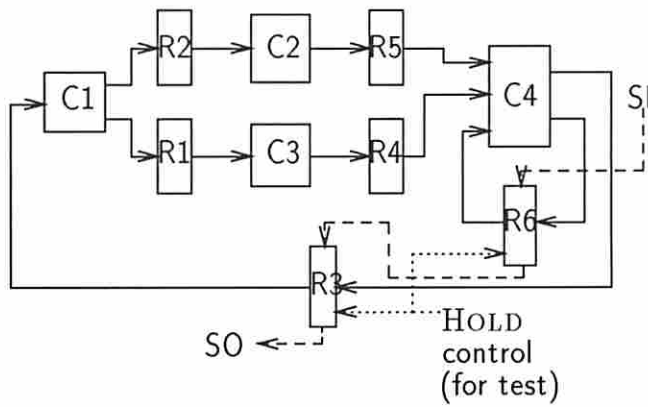 R2
C2
R5
C1
C4
SI
R1
C3
R4
R6
R3
SO
HOLD
control
(for test)